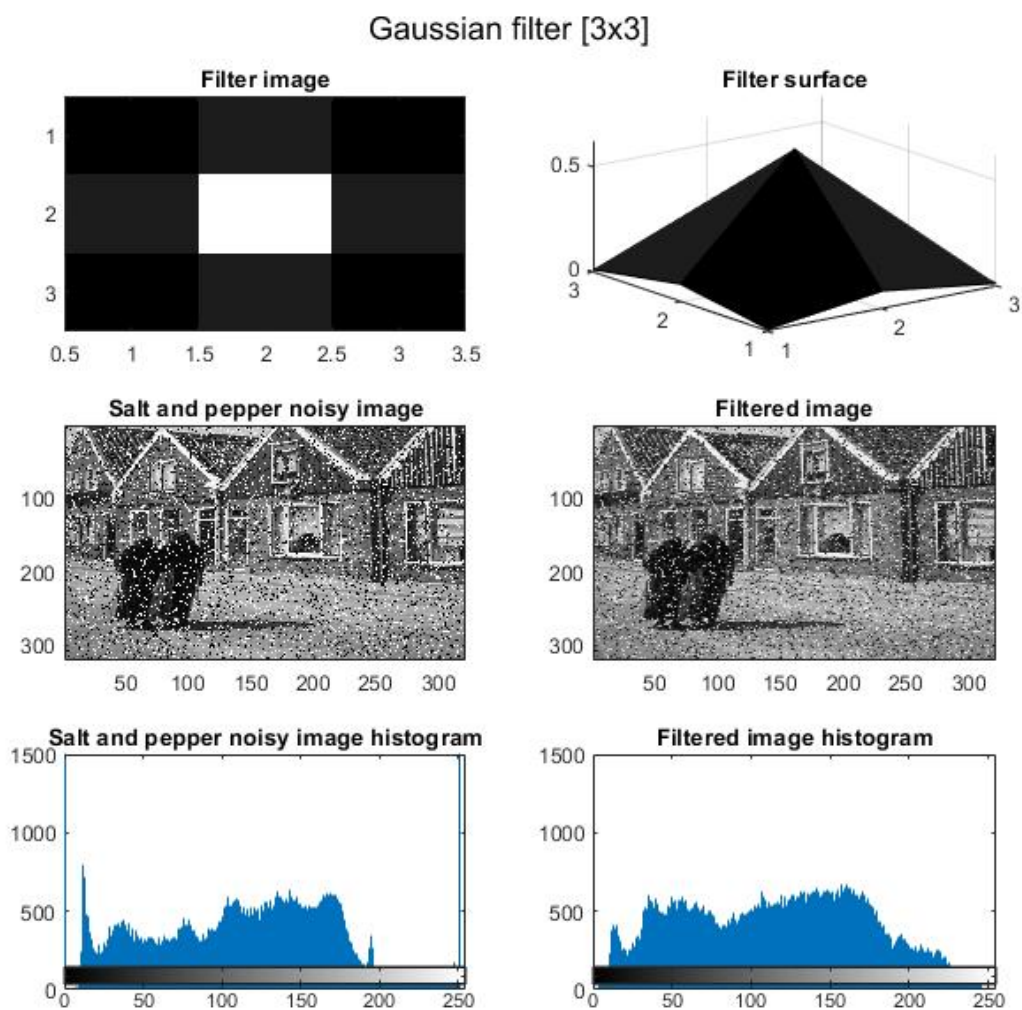 Gaussian filter [3x3]
Filter image
1
2
3
0.5 1 1.5 2 2.5 3 3.5
Filter surface
0.5
0
3
2
1
1
2
3
Salt and pepper noisy image
100
200
300
50 100 150 200 250 300
Filtered image
100
200
300
50 100 150 200 250 300
Salt and pepper noisy image histogram
1500
1000
500
0
0 50 100 150 200 250
Filtered image histogram
1500
1000
500
0
0 50 100 150 200 250